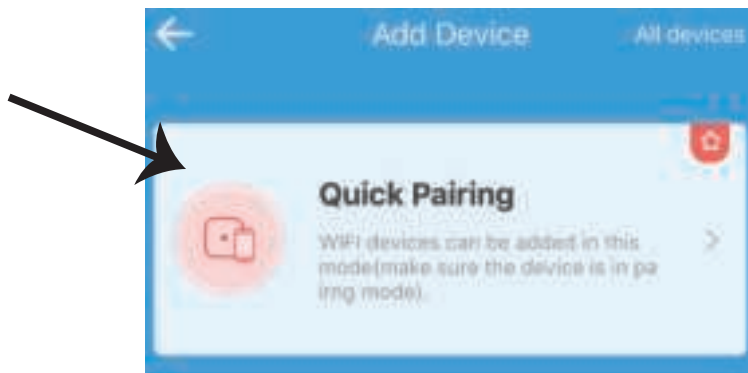 Add Device All devices
Quick Pairing
WIFI devices can be added in this
mode(make sure the device is in pa
irng mode).